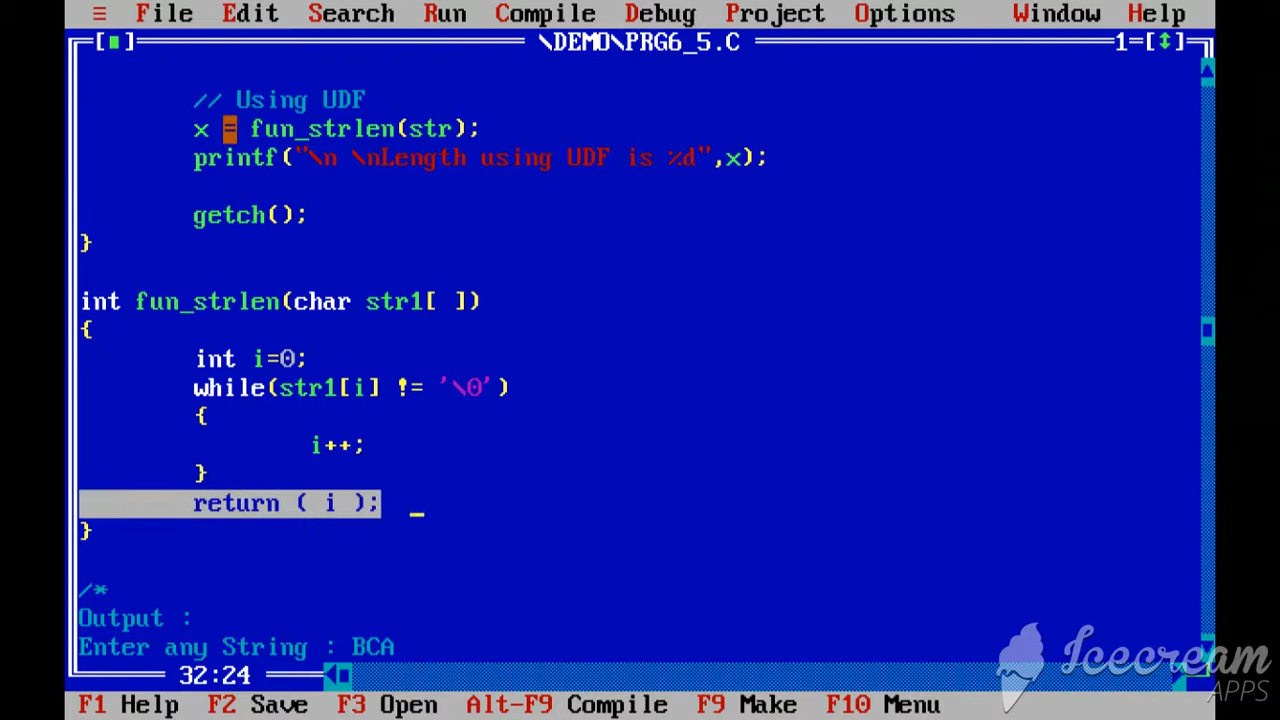 ≡ File Edit Search Run Compile Debug Project Options Window Help
[■] \DEMO\PRG6_5.C 1=[↕]
// Using UDF
x = fun_strlen(str);
printf("\n \nLength using UDF is %d",x);
getch();
}
int fun_strlen(char str1[ ])
{
int i=0;
while(str1[i] != '\0')
{
i++;
}
return ( i );
}
/*
Output :
Enter any String : BCA
32:24
F1 Help F2 Save F3 Open Alt-F9 Compile F9 Make F10 Menu
Icecream
APPS